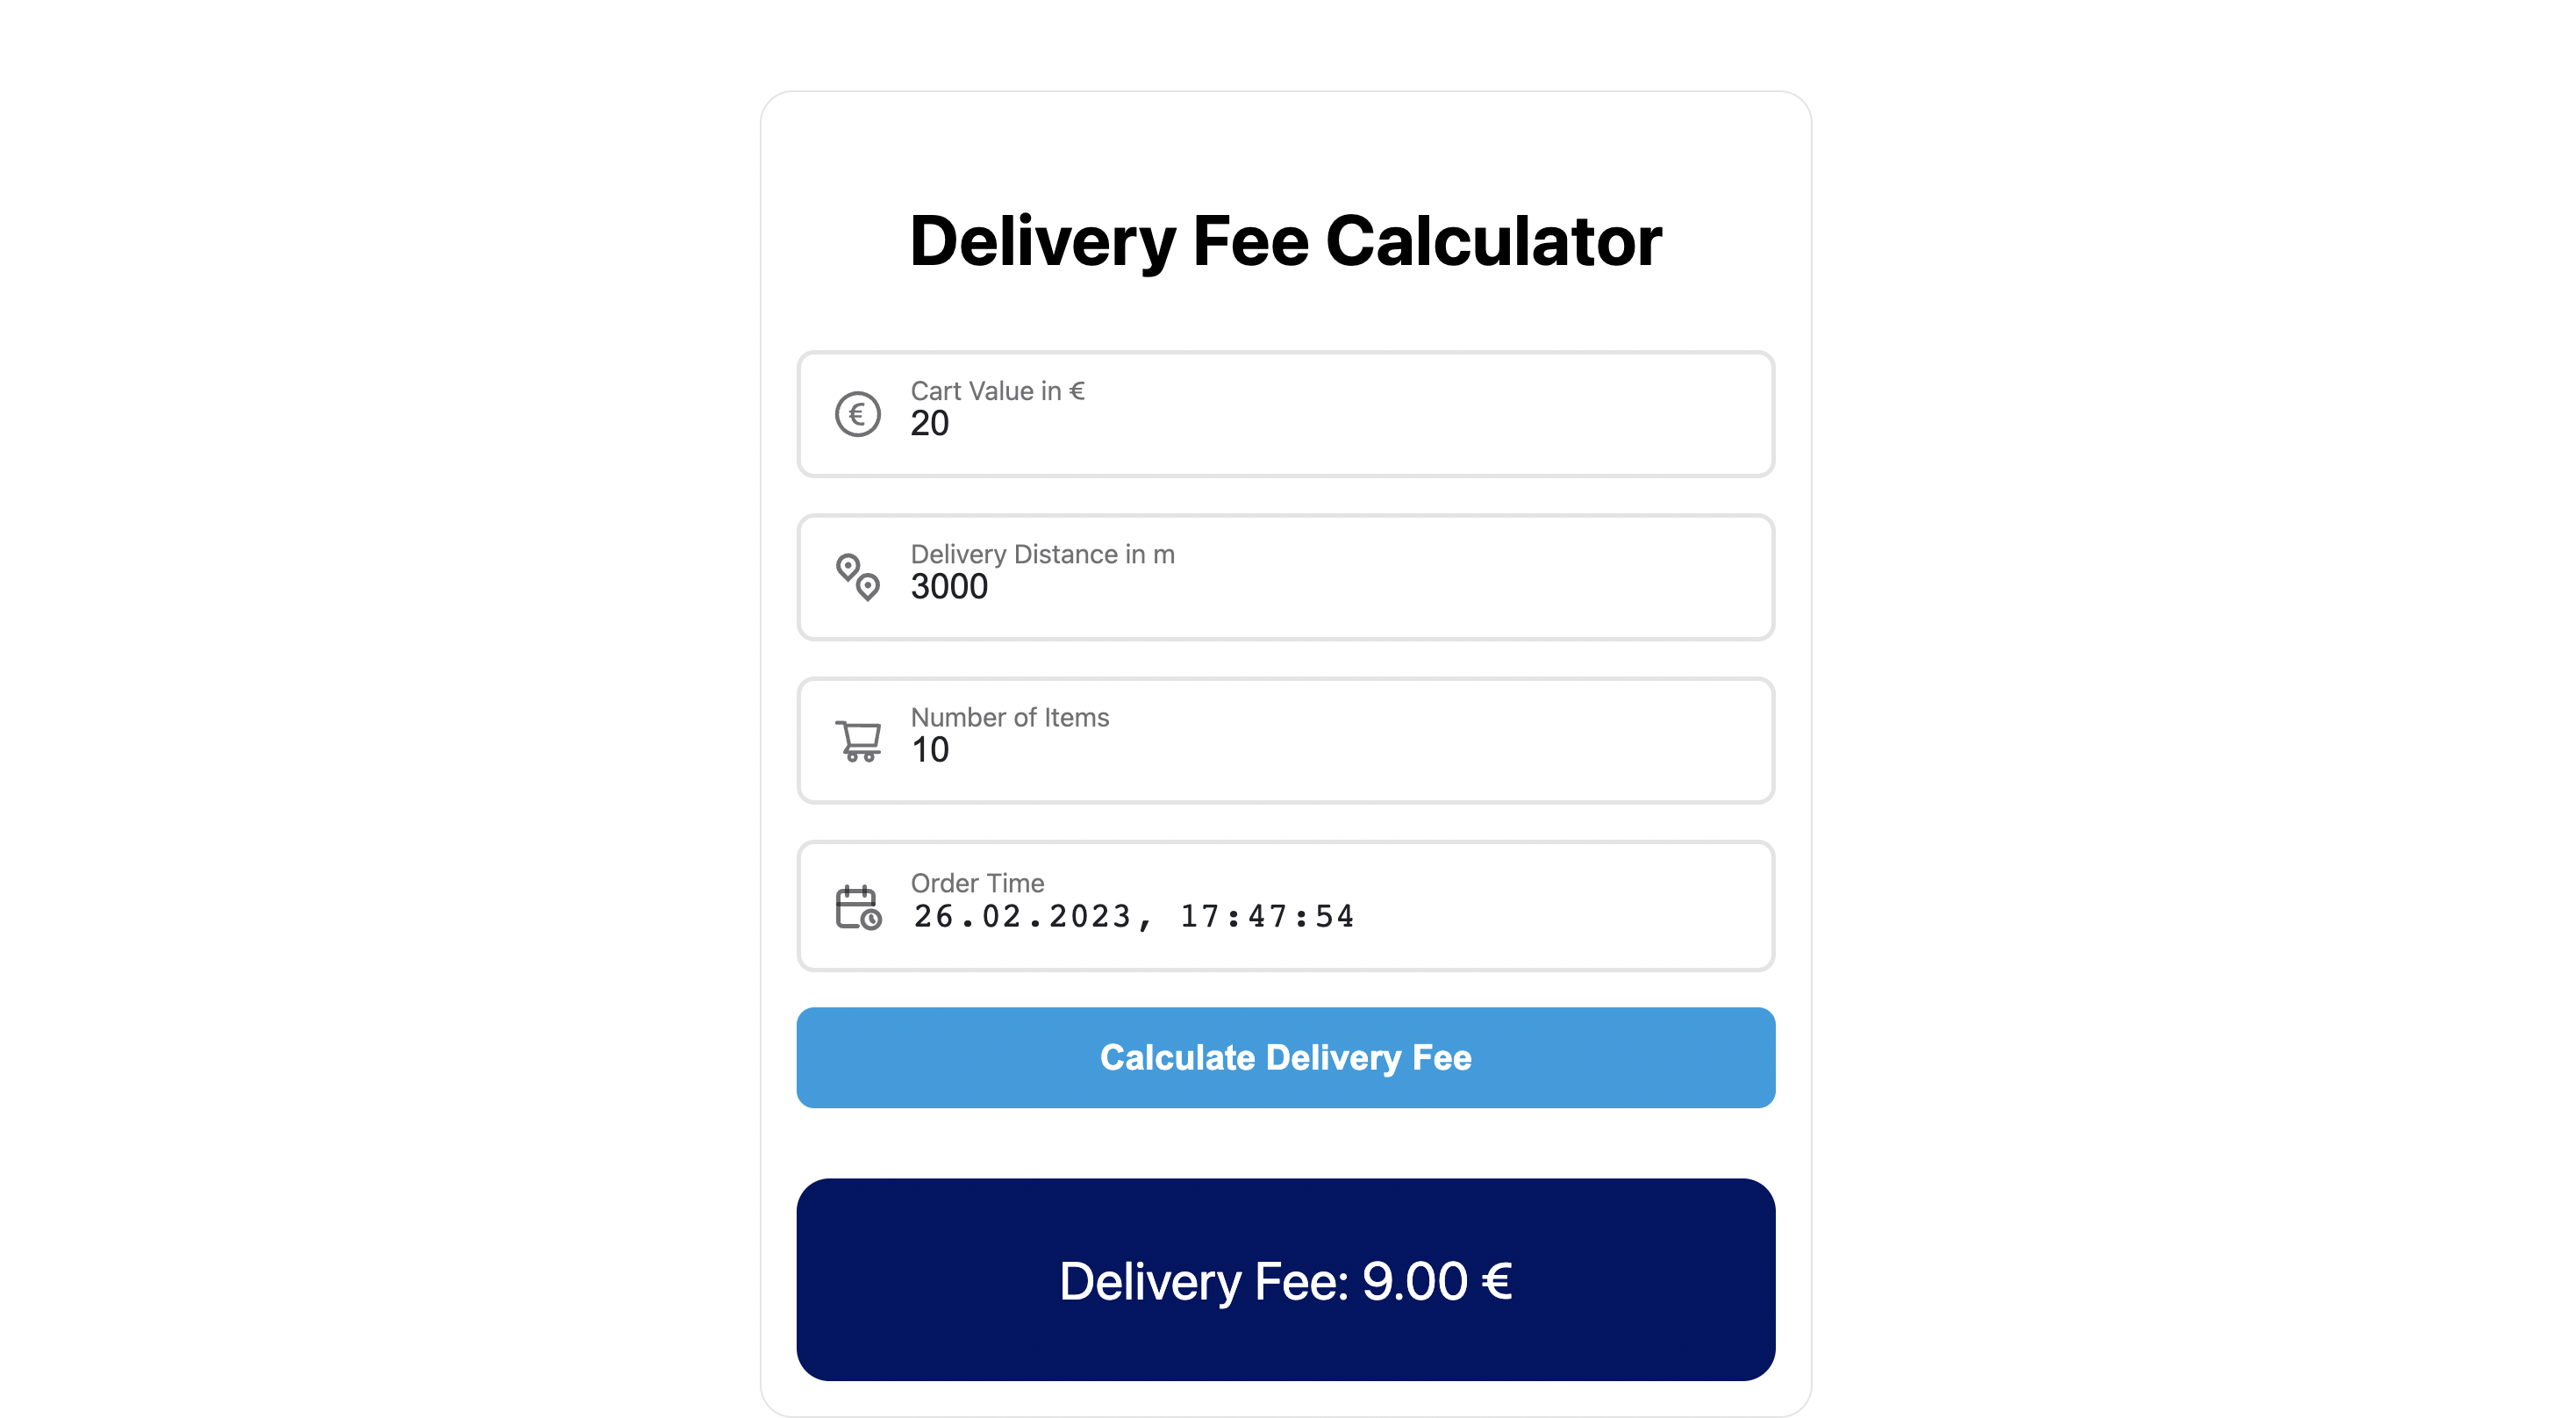 Delivery Fee Calculator
Cart Value in €
€
20
Delivery Distance in m
3000
Number of Items
10
Order Time
26.02.2023, 17:47:54
Calculate Delivery Fee
Delivery Fee: 9.00 €